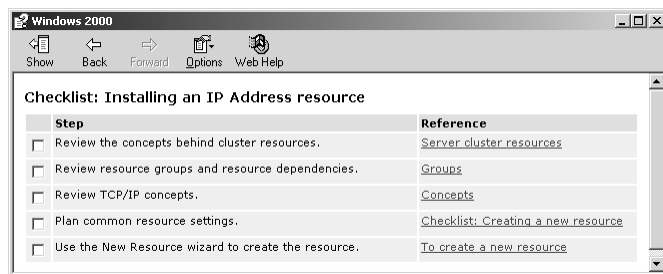 Windows 2000
Show Back Forward Options Web Help
Checklist: Installing an IP Address resource
Step Reference
Review the concepts behind cluster resources. Server cluster resources
Review resource groups and resource dependencies. Groups
Review TCP/IP concepts. Concepts
Plan common resource settings. Checklist: Creating a new resource
Use the New Resource wizard to create the resource. To create a new resource